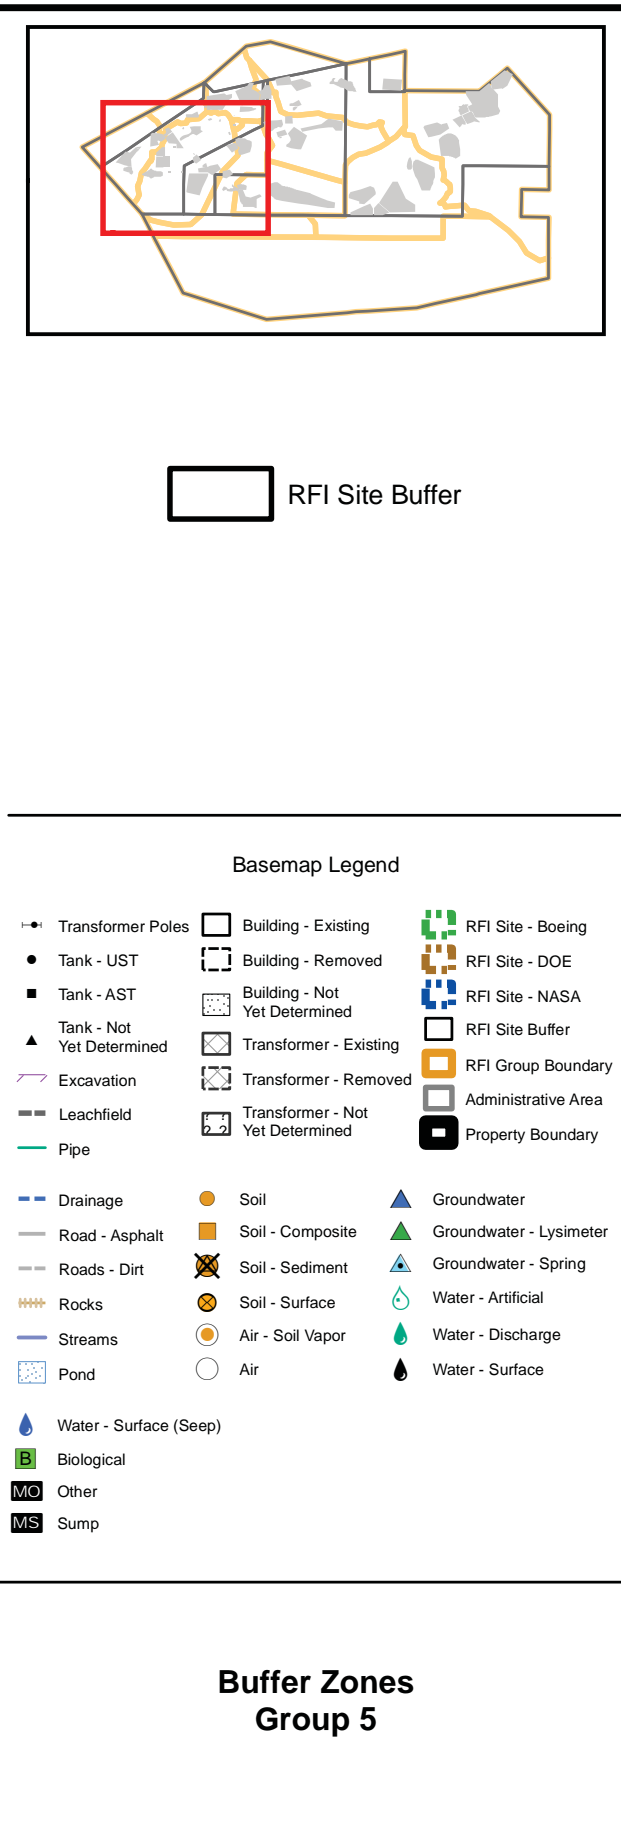 RFI Site Buffer
Basemap Legend
Transformer Poles
Tank - UST
Tank - AST
Tank - Not
Yet Determined
Excavation
Leachfield
Pipe
Building - Existing
Building - Removed
Building - Not
Yet Determined
Transformer - Existing
Transformer - Removed
Transformer - Not
Yet Determined
RFI Site - Boeing
RFI Site - DOE
RFI Site - NASA
RFI Site Buffer
RFI Group Boundary
Administrative Area
Property Boundary
Drainage
Road - Asphalt
Roads - Dirt
Rocks
Streams
Pond
Soil
Soil - Composite
Soil - Sediment
Soil - Surface
Air - Soil Vapor
Air
Groundwater
Groundwater - Lysimeter
Groundwater - Spring
Water - Artificial
Water - Discharge
Water - Surface
Water - Surface (Seep)
B Biological
MO Other
MS Sump
Buffer Zones
Group 5